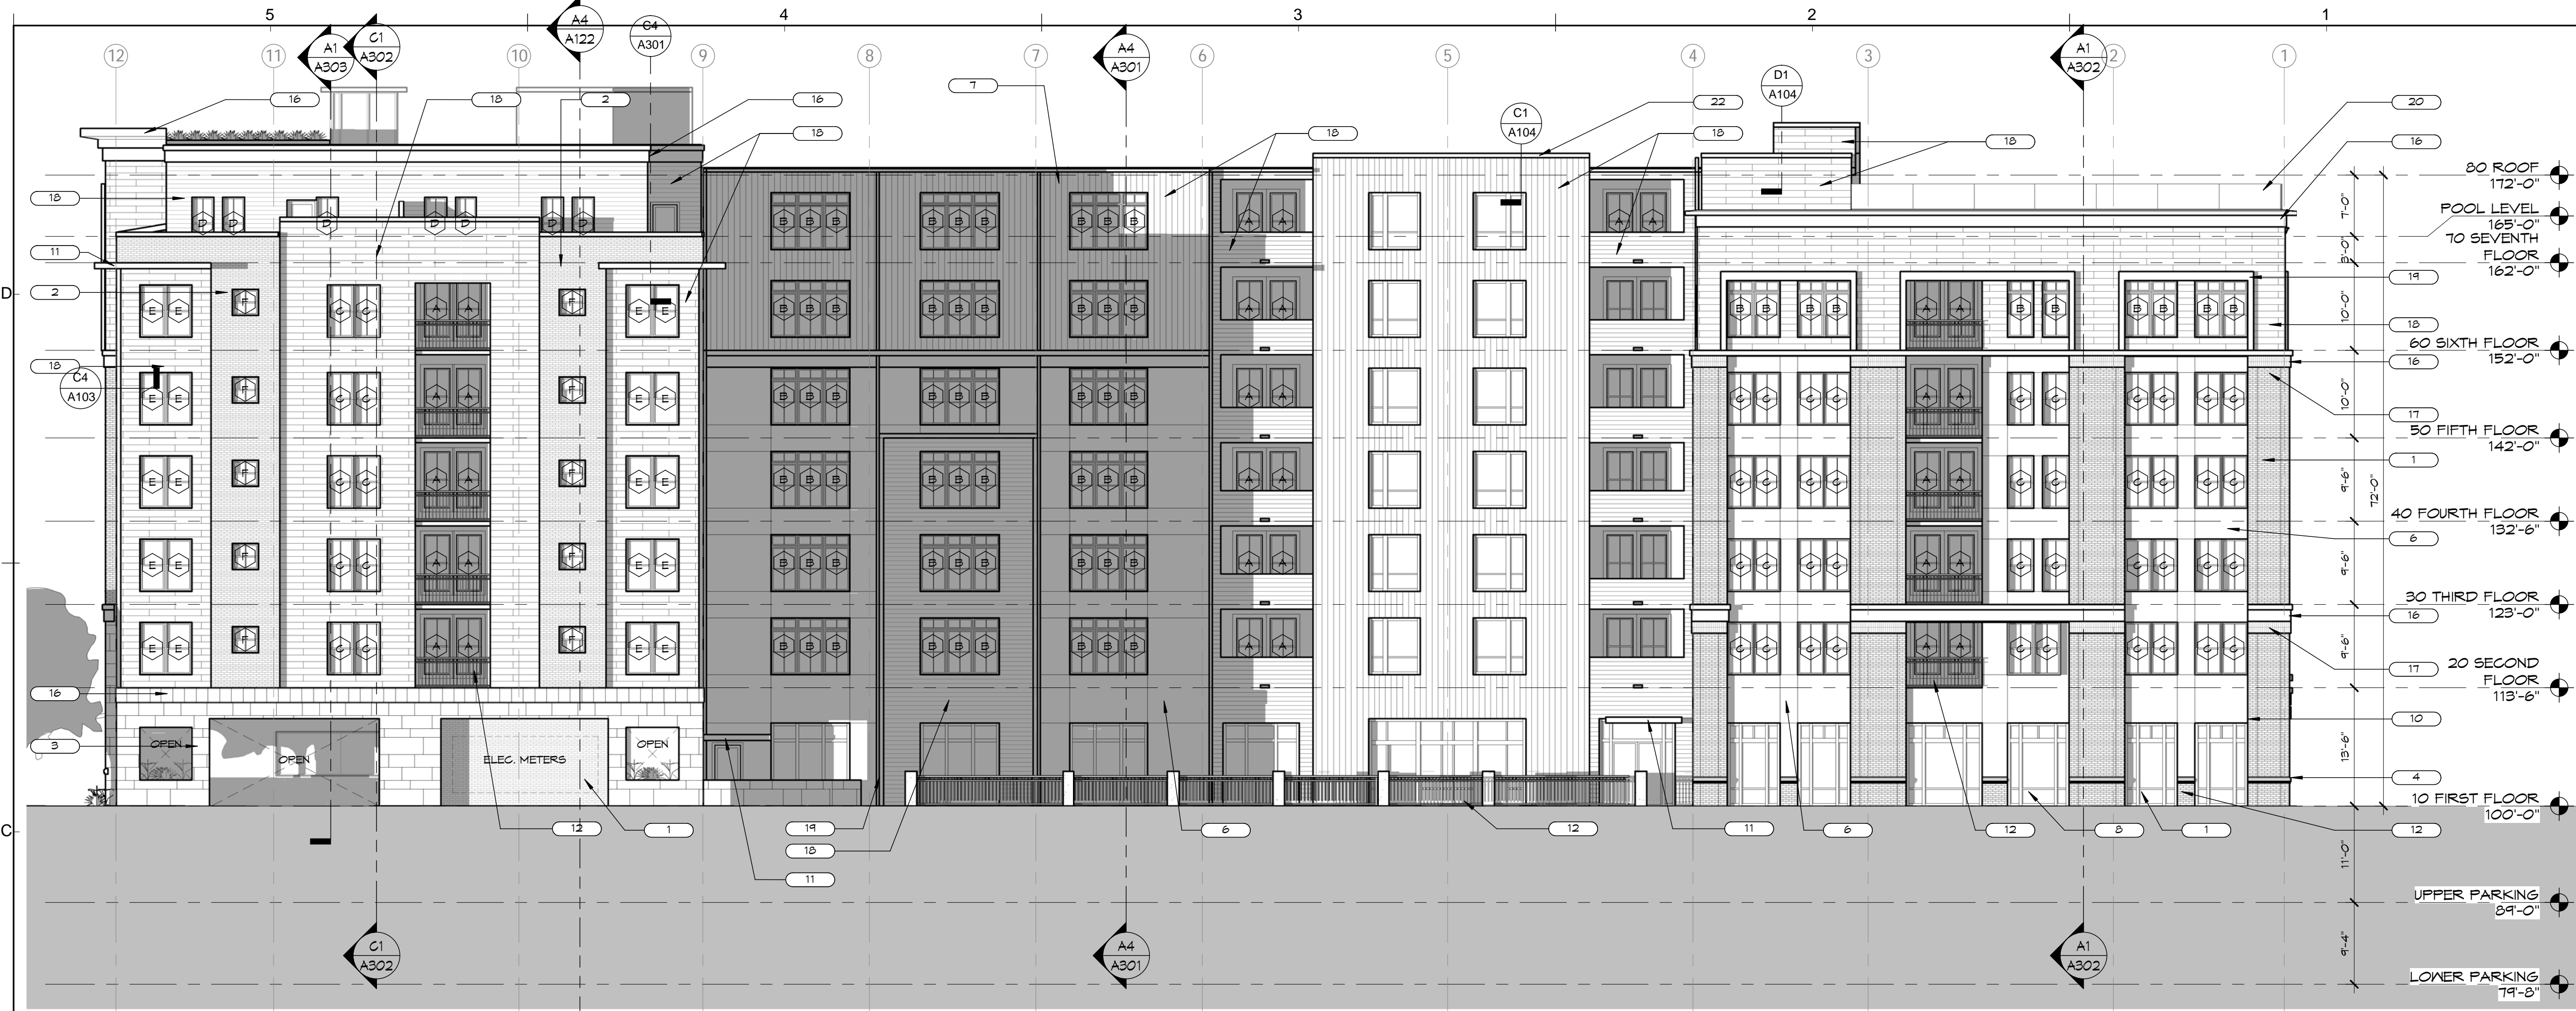 5 4 3 2 1
12 11 10 9 8 7 6 5 4 3 2 1
A1
A303
C1
A302
A4
A122
C4
A301
A4
A301
C1
A104
D1
A104
A1
A302
16 18 2 16 7 22 20
18 18 18 18 16
80 ROOF
172'-0"
POOL LEVEL
165'-0"
70 SEVENTH
FLOOR
162'-0"
60 SIXTH FLOOR
152'-0"
50 FIFTH FLOOR
142'-0"
40 FOURTH FLOOR
132'-6"
30 THIRD FLOOR
123'-0"
20 SECOND
FLOOR
113'-6"
10 FIRST FLOOR
100'-0"
UPPER PARKING
89'-0"
LOWER PARKING
79'-8"
7'-0"
3'-0"
10'-0"
10'-0"
9'-6"
9'-6"
9'-6"
13'-6"
72'-0"
11'-0"
9'-4"
18
11
2
18
C4
A103
16
3
D
C
19
18
16
17
1
6
16
17
10
4
12
D D D D D D D
B B B B B B B B B A A A A
E E F C C A A F E E B B B B B B B B B A A B B B B A A B B B B B B
E E F C C A A F E E B B B B B B B B B A A C C C C A A C C C C C C
E E F C C A A F E E B B B B B B B B B A A C C C C A A C C C C C C
E E F C C A A F E E B B B B B B B B B A A C C C C A A C C C C C C
E E F C C A A F E E B B B B B B B B B A A C C C C A A C C C C C C
OPEN
OPEN
ELEC. METERS
OPEN
12 1 19 6 12 11 6 12 8 1
18
11
C1
A302
A4
A301
A1
A302